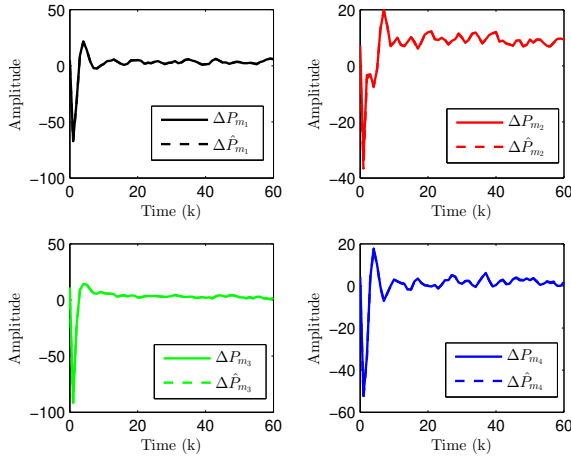 50
0
−50
−100
Amplitude
0
20
40
60
Time (k)
ΔP_{m_1}
ΔP̂_{m_1}
20
0
−20
−40
Amplitude
0
20
40
60
Time (k)
ΔP_{m_2}
ΔP̂_{m_2}
50
0
−50
−100
Amplitude
0
20
40
60
Time (k)
ΔP_{m_3}
ΔP̂_{m_3}
20
0
−20
−40
−60
Amplitude
0
20
40
60
Time (k)
ΔP_{m_4}
ΔP̂_{m_4}